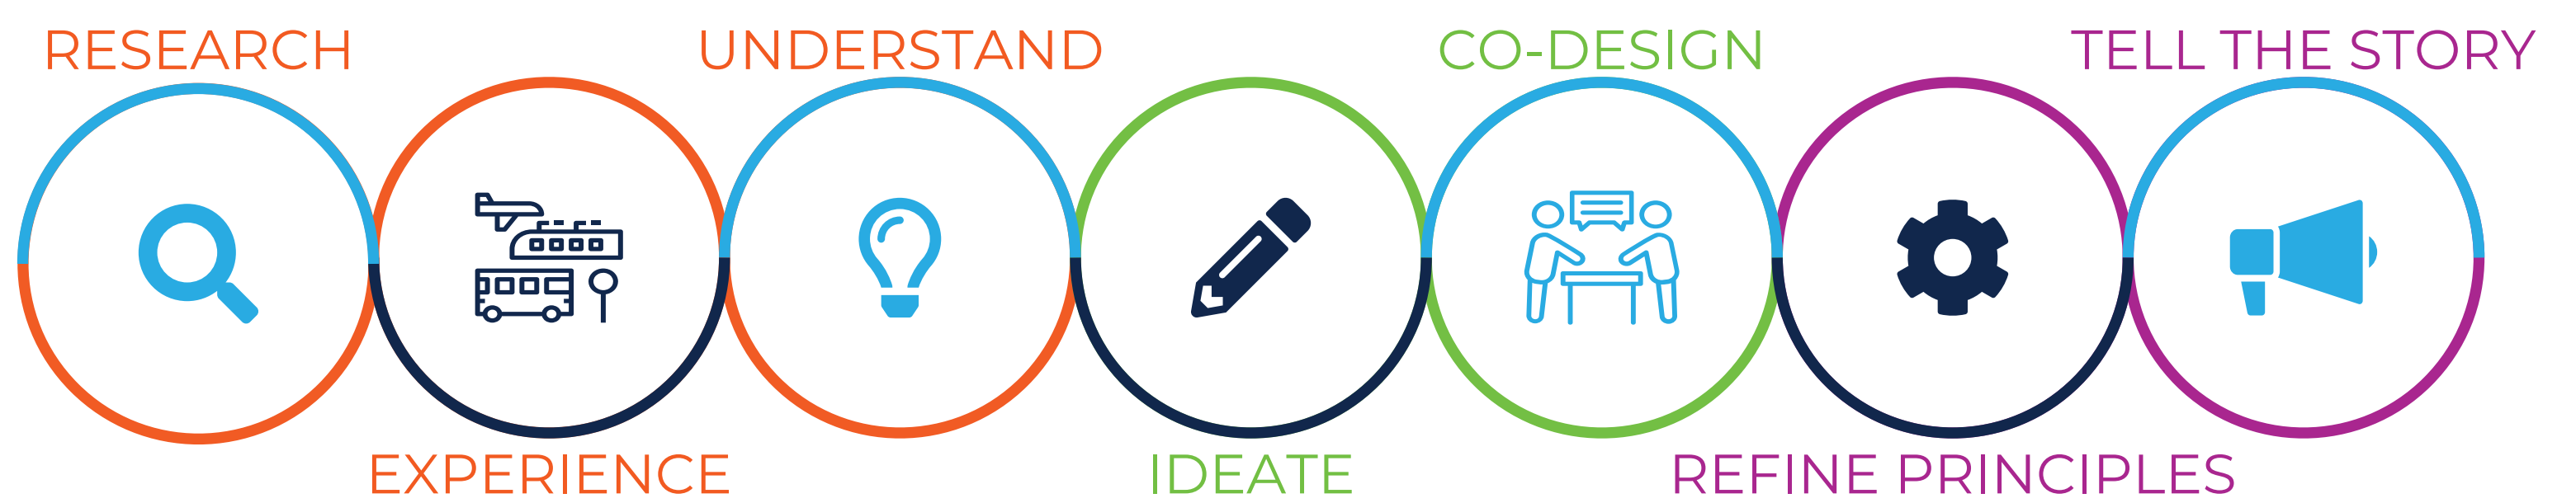 RESEARCH
EXPERIENCE
UNDERSTAND
IDEATE
CO-DESIGN
REFINE PRINCIPLES
TELL THE STORY